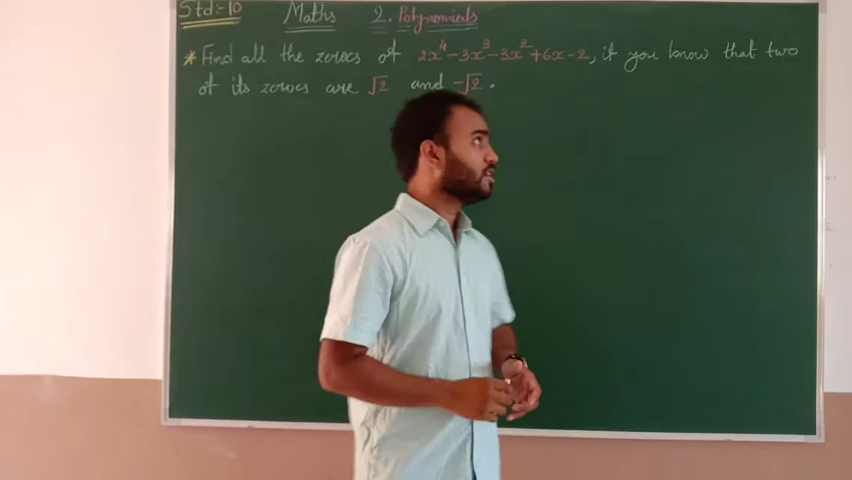 Std:- 10 Maths 2. Polynomials
* Find all the zeroes of 2x⁴-3x³-3x²+6x-2, if you know that two
of its zeroes are √2 and -√2.